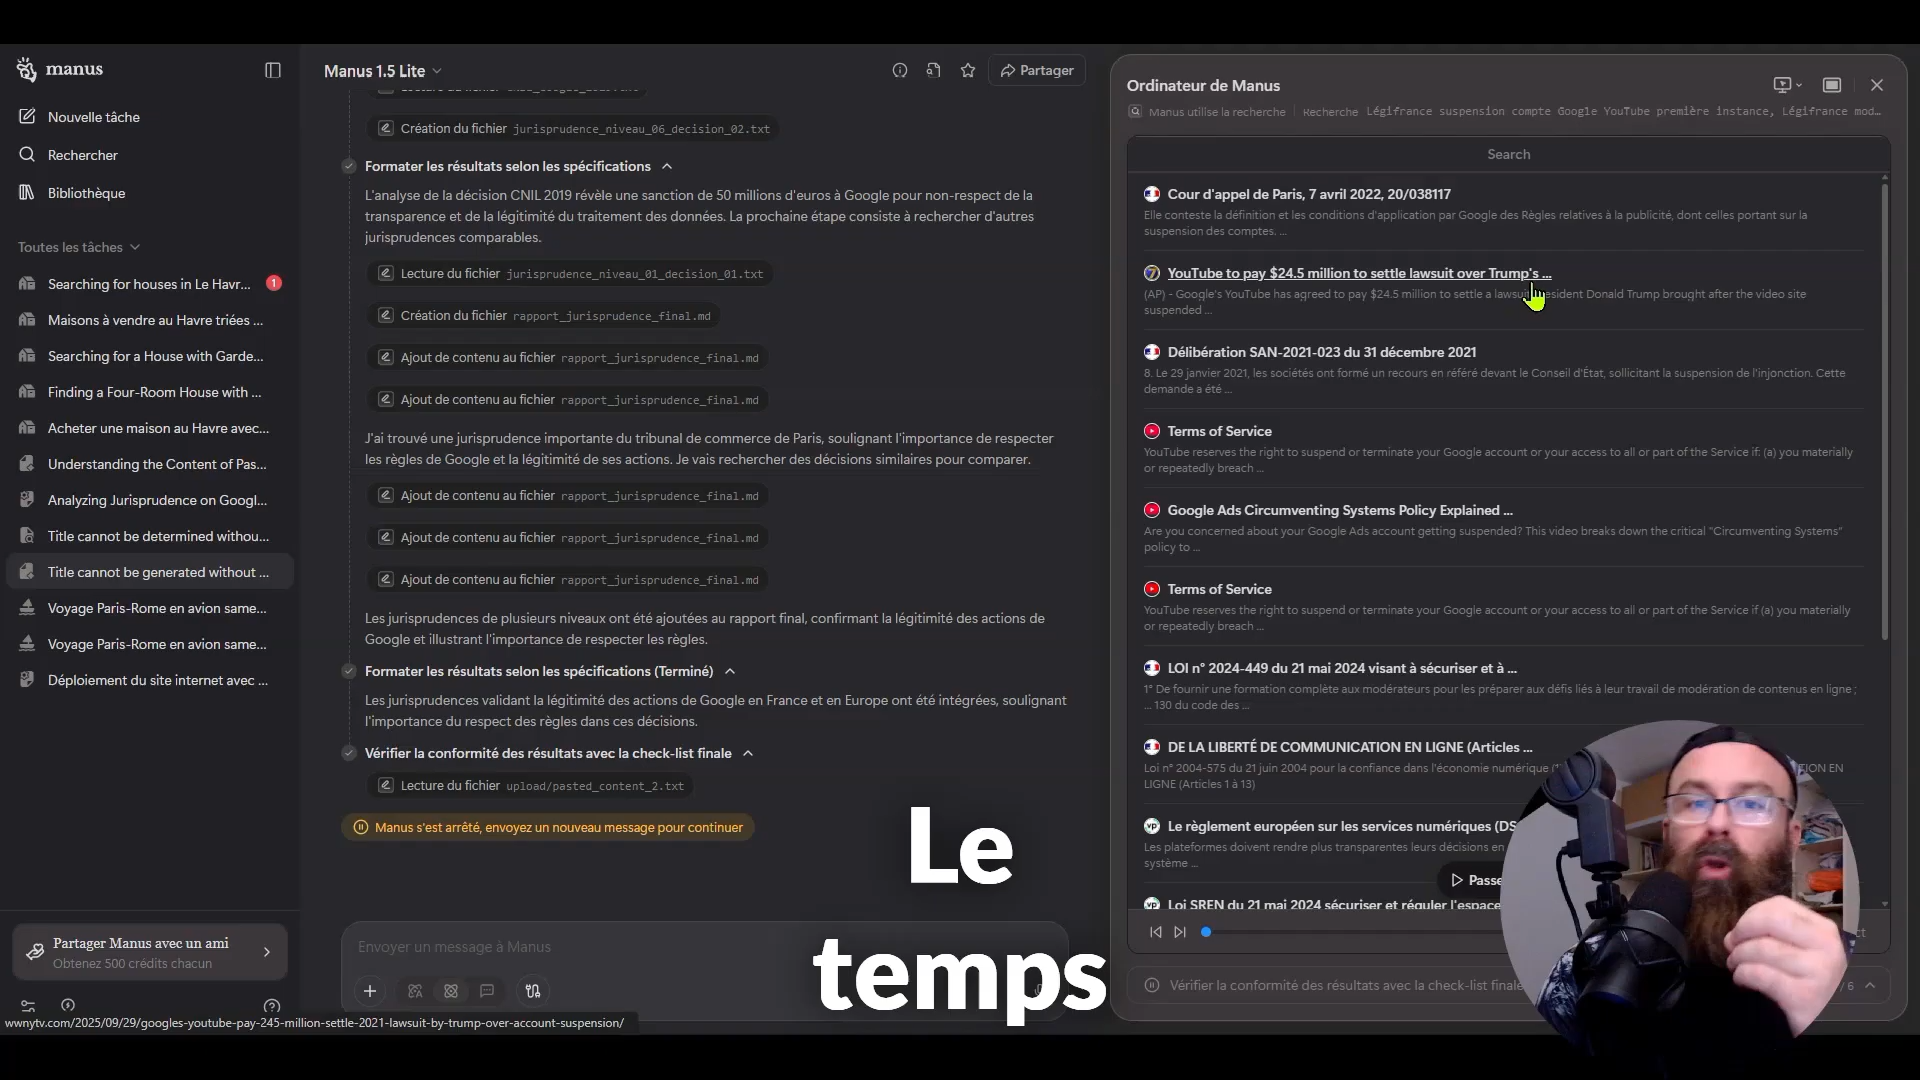 manus
Nouvelle tâche
Rechercher
Bibliothèque
Toutes les tâches
Searching for houses in Le Havr...
1
Maisons à vendre au Havre triées ...
Searching for a House with Garde...
Finding a Four-Room House with ...
Acheter une maison au Havre avec...
Understanding the Content of Pas...
Analyzing Jurisprudence on Googl...
Title cannot be determined withou...
Title cannot be generated without ...
Voyage Paris-Rome en avion same...
Voyage Paris-Rome en avion same...
Déploiement du site internet avec ...
Partager Manus avec un ami
Obtenez 500 crédits chacun
wwnytv.com/2025/09/29/googles-youtube-pay-245-million-settle-2021-lawsuit-by-trump-over-account-suspension/
Manus 1.5 Lite
Partager
Création du fichier jurisprudence_niveau_06_decision_02.txt
Formater les résultats selon les spécifications
L'analyse de la décision CNIL 2019 révèle une sanction de 50 millions d'euros à Google pour non-respect de la
transparence et de la légitimité du traitement des données. La prochaine étape consiste à rechercher d'autres
jurisprudences comparables.
Lecture du fichier jurisprudence_niveau_01_decision_01.txt
Création du fichier rapport_jurisprudence_final.md
Ajout de contenu au fichier rapport_jurisprudence_final.md
Ajout de contenu au fichier rapport_jurisprudence_final.md
J'ai trouvé une jurisprudence importante du tribunal de commerce de Paris, soulignant l'importance de respecter
les règles de Google et la légitimité de ses actions. Je vais rechercher des décisions similaires pour comparer.
Ajout de contenu au fichier rapport_jurisprudence_final.md
Ajout de contenu au fichier rapport_jurisprudence_final.md
Ajout de contenu au fichier rapport_jurisprudence_final.md
Les jurisprudences de plusieurs niveaux ont été ajoutées au rapport final, confirmant la légitimité des actions de
Google et illustrant l'importance de respecter les règles.
Formater les résultats selon les spécifications (Terminé)
Les jurisprudences validant la légitimité des actions de Google en France et en Europe ont été intégrées, soulignant
l'importance du respect des règles dans ces décisions.
Vérifier la conformité des résultats avec la check-list finale
Lecture du fichier upload/pasted_content_2.txt
Manus s'est arrêté, envoyez un nouveau message pour continuer
Envoyer un message à Manus
Le
temps
Ordinateur de Manus
Manus utilise la recherche Recherche Légifrance suspension compte Google YouTube première instance, Légifrance mod...
Search
Cour d'appel de Paris, 7 avril 2022, 20/038117
Elle conteste la définition et les conditions d'application par Google des Règles relatives à la publicité, dont celles portant sur la
suspension des comptes. ...
YouTube to pay $24.5 million to settle lawsuit over Trump's ...
(AP) - Google's YouTube has agreed to pay $24.5 million to settle a lawsuit resident Donald Trump brought after the video site
suspended ...
Délibération SAN-2021-023 du 31 décembre 2021
8. Le 29 janvier 2021, les sociétés ont formé un recours en référé devant le Conseil d'État, sollicitant la suspension de l'injonction. Cette
demande a été ...
Terms of Service
YouTube reserves the right to suspend or terminate your Google account or your access to all or part of the Service if: (a) you materially
or repeatedly breach ...
Google Ads Circumventing Systems Policy Explained ...
Are you concerned about your Google Ads account getting suspended? This video breaks down the critical "Circumventing Systems"
policy to ...
Terms of Service
YouTube reserves the right to suspend or terminate your Google account or your access to all or part of the Service if (a) you materially
or repeatedly breach ...
LOI n° 2024-449 du 21 mai 2024 visant à sécuriser et à ...
1° De fournir une formation complète aux modérateurs pour les préparer aux défis liés à leur travail de modération de contenus en ligne ;
... 130 du code des ...
DE LA LIBERTÉ DE COMMUNICATION EN LIGNE (Articles ...
Loi n° 2004-575 du 21 juin 2004 pour la confiance dans l'économie numérique TION EN
LIGNE (Articles 1 à 13)
Le règlement européen sur les services numériques (DS
Les plateformes doivent rendre plus transparentes leurs décisions en
système ...
Passe
Loi SREN du 21 mai 2024 sécuriser et réguler l'espace
Vérifier la conformité des résultats avec la check-list finale
/ 6